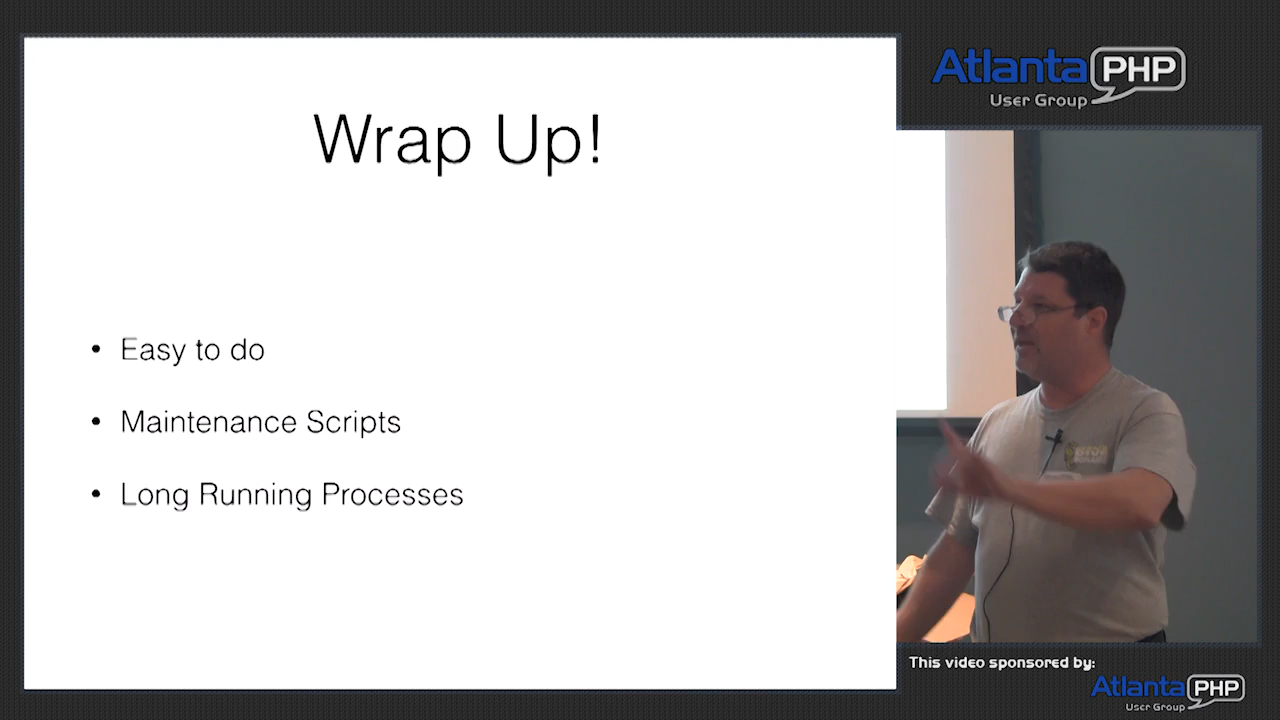 Wrap Up!
• Easy to do
• Maintenance Scripts
• Long Running Processes
Atlanta PHP
User Group
This video sponsored by:
Atlanta PHP
User Group